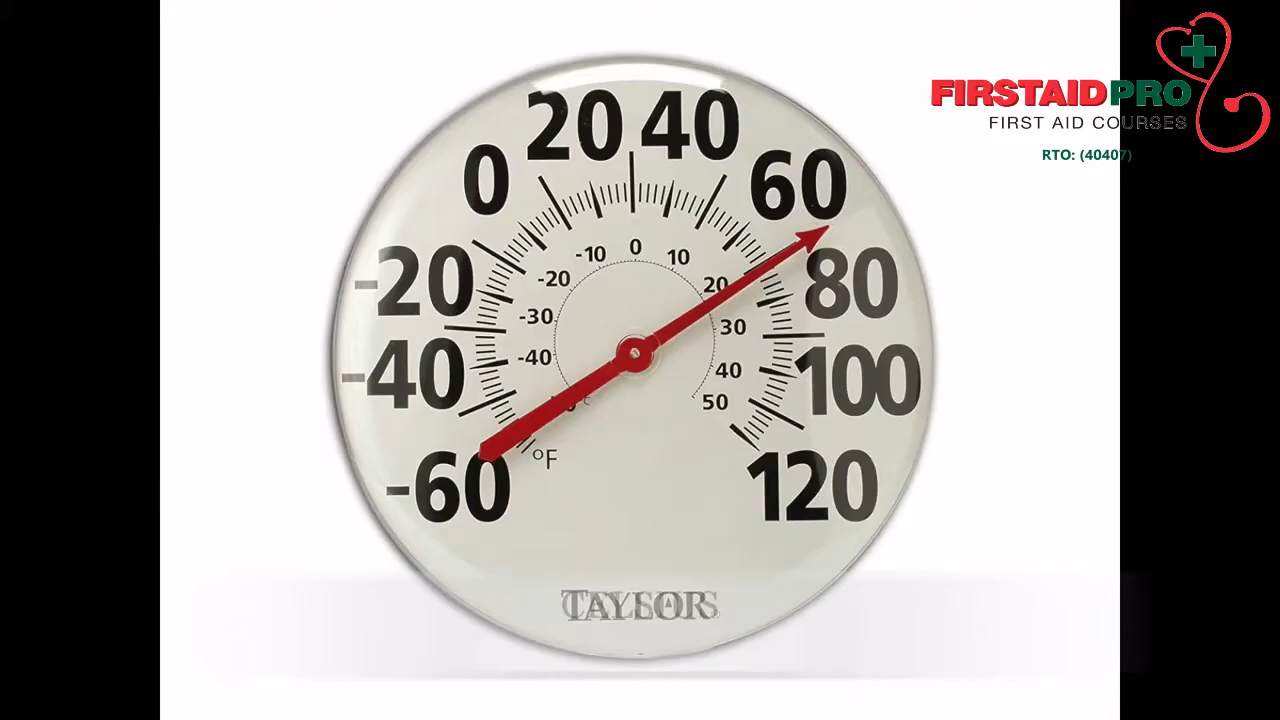 FIRSTAIDPRO
FIRST AID COURSES
RTO: (40407)
20 40
0 60
-20 80
-40 100
-60 120
-10 0 10
-20 20
-30 30
-40 40
50
°F
TAYLOR